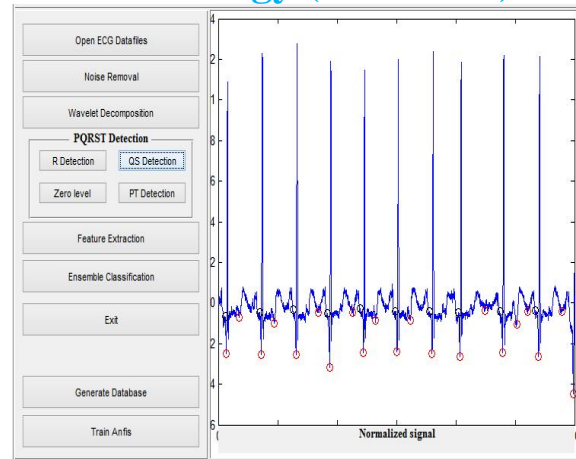 Open ECG Datafiles
Noise Removal
Wavelet Decomposition
PQRST Detection
R Detection QS Detection
Zero level PT Detection
Feature Extraction
Ensemble Classification
Exit
Generate Database
Train Anfis
4
2
1
8
6
4
2
0
2
4
6
Normalized signal